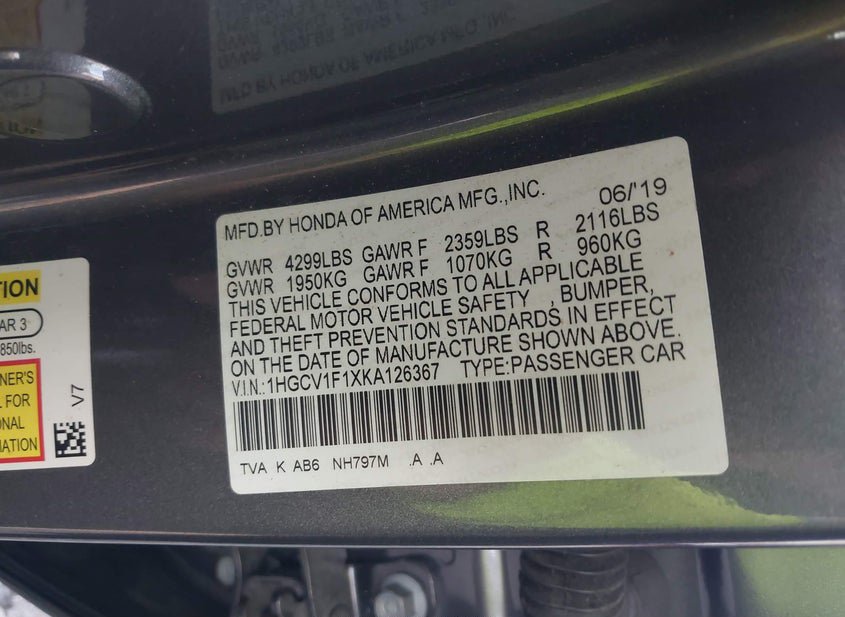 MFD.BY HONDA OF AMERICA MFG.,INC. 06/'19
GVWR 4299LBS GAWR F 2359LBS R 2116LBS
GVWR 1950KG GAWR F 1070KG R 960KG
THIS VEHICLE CONFORMS TO ALL APPLICABLE
FEDERAL MOTOR VEHICLE SAFETY , BUMPER,
AND THEFT PREVENTION STANDARDS IN EFFECT
ON THE DATE OF MANUFACTURE SHOWN ABOVE.
V.I.N.:1HGCV1F1XKA126367 TYPE:PASSENGER CAR
TVA K AB6 NH797M .A .A
TION
AR 3
850lbs.
NER'S
L FOR
ONAL
MATION
V7